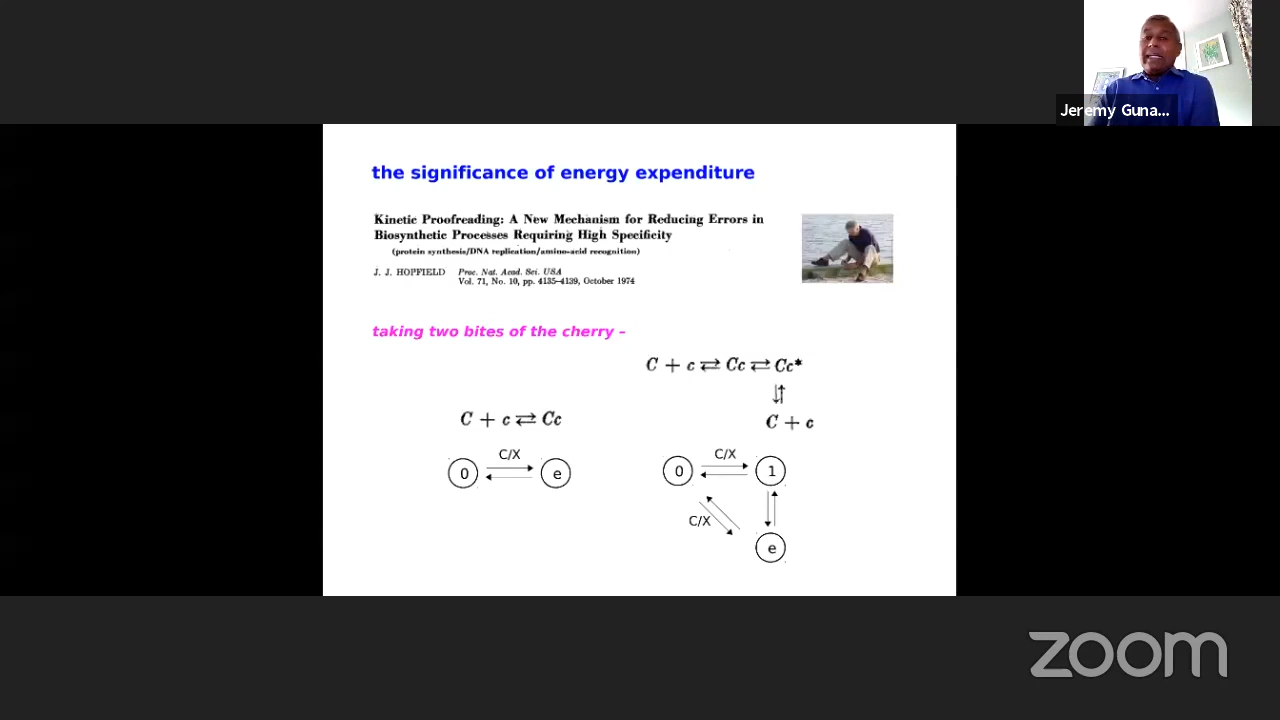 Jeremy Guna...
the significance of energy expenditure
Kinetic Proofreading: A New Mechanism for Reducing Errors in
Biosynthetic Processes Requiring High Specificity
(protein synthesis/DNA replication/amino-acid recognition)
J. J. HOPFIELD Proc. Nat. Acad. Sci. USA
Vol. 71, No. 10, pp. 4135–4139, October 1974
taking two bites of the cherry –
C + c ⇄ Cc
C/X
0 e
C + c ⇄ Cc ⇄ Cc*
⇵
C + c
C/X
0 1
C/X
e
zoom